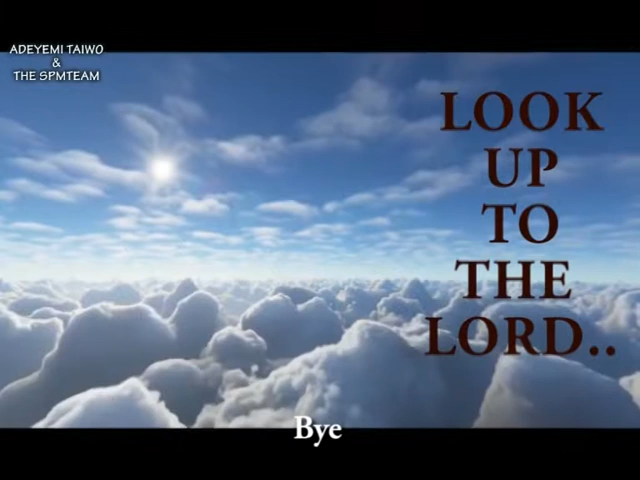 ADEYEMI TAIWO
&
THE SPMTEAM
LOOK
UP
TO
THE
LORD..
Bye